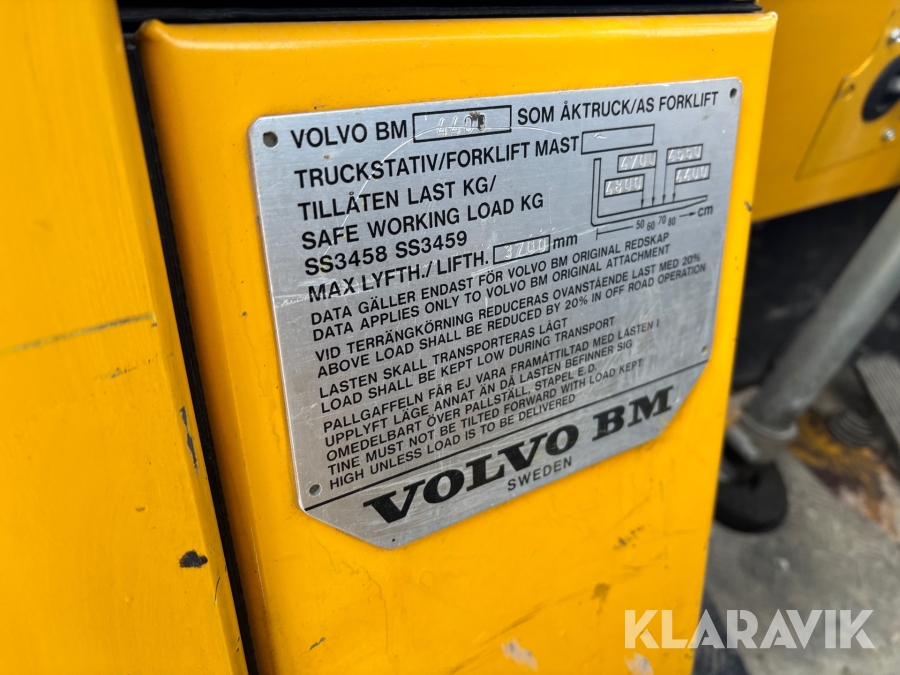 VOLVO BM 4400 SOM ÅKTRUCK/AS FORKLIFT
TRUCKSTATIV/FORKLIFT MAST
TILLÅTEN LAST KG/
SAFE WORKING LOAD KG
SS3458 SS3459
4800 4700 4550 4400
50 60 70 80 cm
MAX LYFTH./LIFTH. 3700 mm
DATA GÄLLER ENDAST FÖR VOLVO BM ORIGINAL REDSKAP
DATA APPLIES ONLY TO VOLVO BM ORIGINAL ATTACHMENT
VID TERRÄNGKÖRNING REDUCERAS OVANSTÅENDE LAST MED 20%
ABOVE LOAD SHALL BE REDUCED BY 20% IN OFF ROAD OPERATION
LASTEN SKALL TRANSPORTERAS LÅGT
LOAD SHALL BE KEPT LOW DURING TRANSPORT
PALLGAFFELN FÅR EJ VARA FRAMÅTTILTAD MED LASTEN I
UPPLYFT LÄGE ANNAT ÄN DÅ LASTEN BEFINNER SIG
OMEDELBART ÖVER PALLSTÄLL, STAPEL E.D.
TINE MUST NOT BE TILTED FORWARD WITH LOAD KEPT
HIGH UNLESS LOAD IS TO BE DELIVERED
VOLVO BM
SWEDEN
KLARAVIK